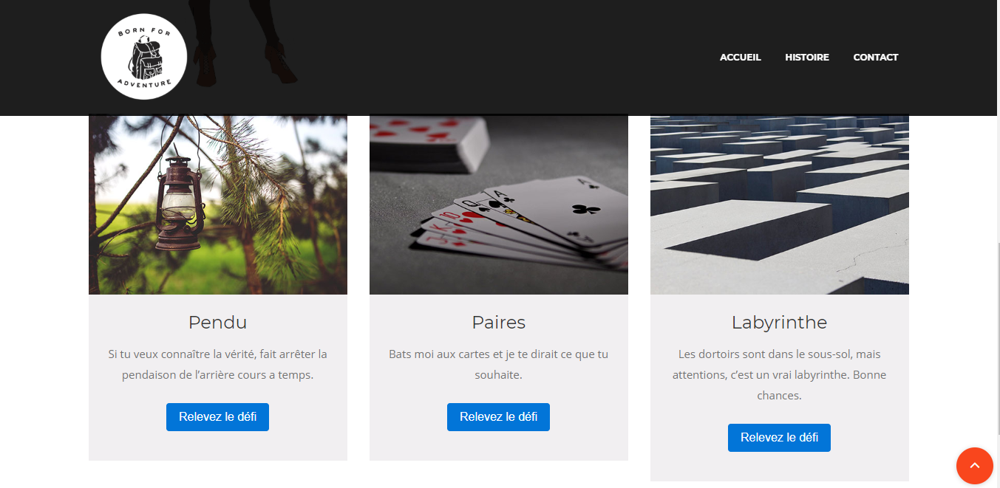 BORN FOR
ADVENTURE
ACCUEIL HISTOIRE CONTACT
A
A
Q
10
K
J
Pendu
Si tu veux connaître la vérité, fait arrêter la
pendaison de l’arrière cours a temps.
Relevez le défi
Paires
Bats moi aux cartes et je te dirait ce que tu
souhaite.
Relevez le défi
Labyrinthe
Les dortoirs sont dans le sous-sol, mais
attentions, c’est un vrai labyrinthe. Bonne
chances.
Relevez le défi